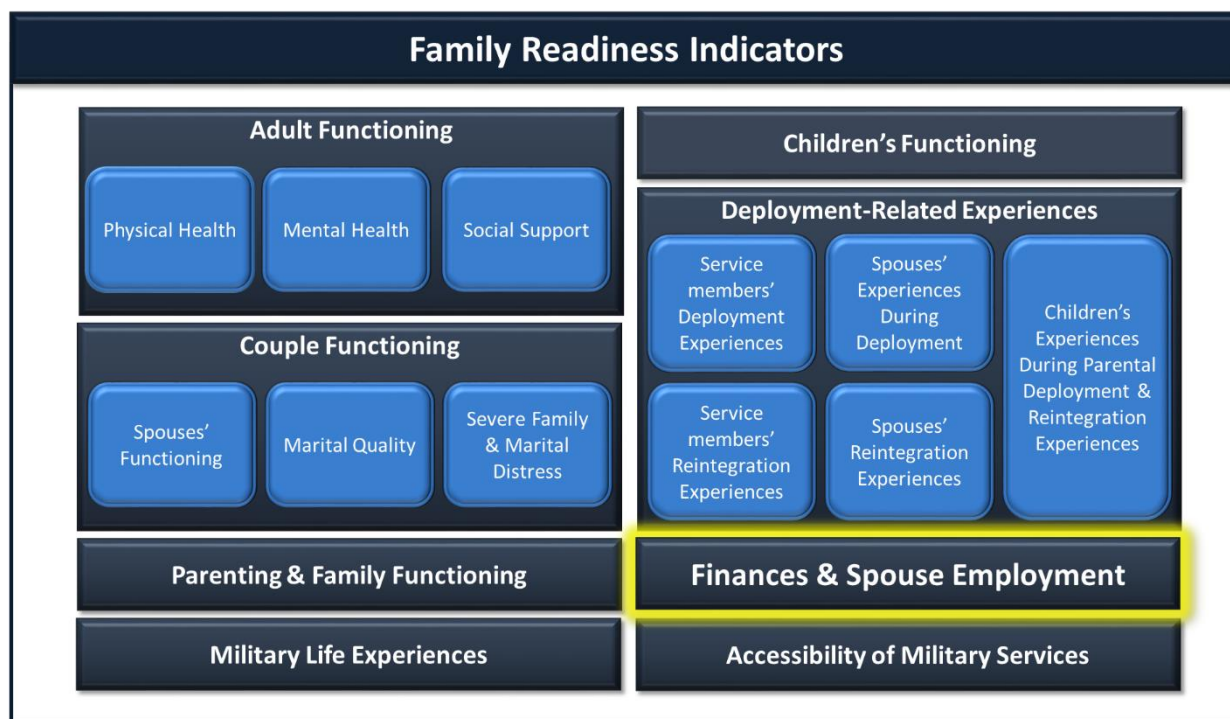 Family Readiness Indicators
Adult Functioning
Physical Health
Mental Health
Social Support
Couple Functioning
Spouses’
Functioning
Marital Quality
Severe Family
& Marital
Distress
Parenting & Family Functioning
Military Life Experiences
Children’s Functioning
Deployment-Related Experiences
Service
members’
Deployment
Experiences
Spouses’
Experiences
During
Deployment
Service
members’
Reintegration
Experiences
Spouses’
Reintegration
Experiences
Children’s
Experiences
During Parental
Deployment &
Reintegration
Experiences
Finances & Spouse Employment
Accessibility of Military Services